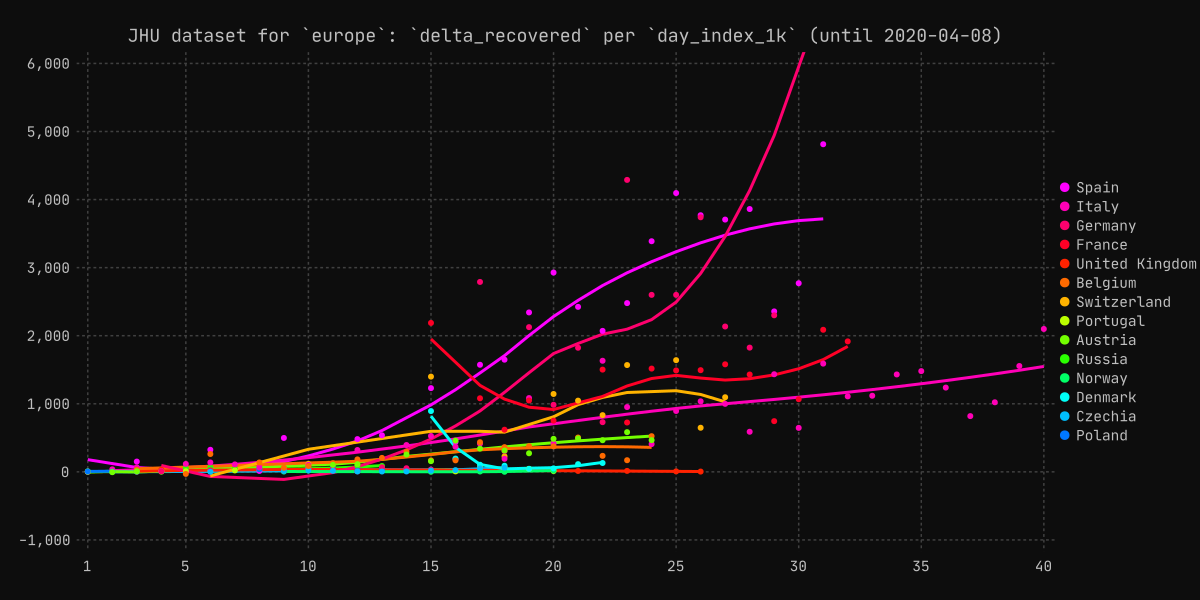 JHU dataset for `europe`: `delta_recovered` per `day_index_1k` (until 2020-04-08)
6,000
5,000
4,000
3,000
2,000
1,000
0
-1,000
1 5 10 15 20 25 30 35 40
Spain
Italy
Germany
France
United Kingdom
Belgium
Switzerland
Portugal
Austria
Russia
Norway
Denmark
Czechia
Poland